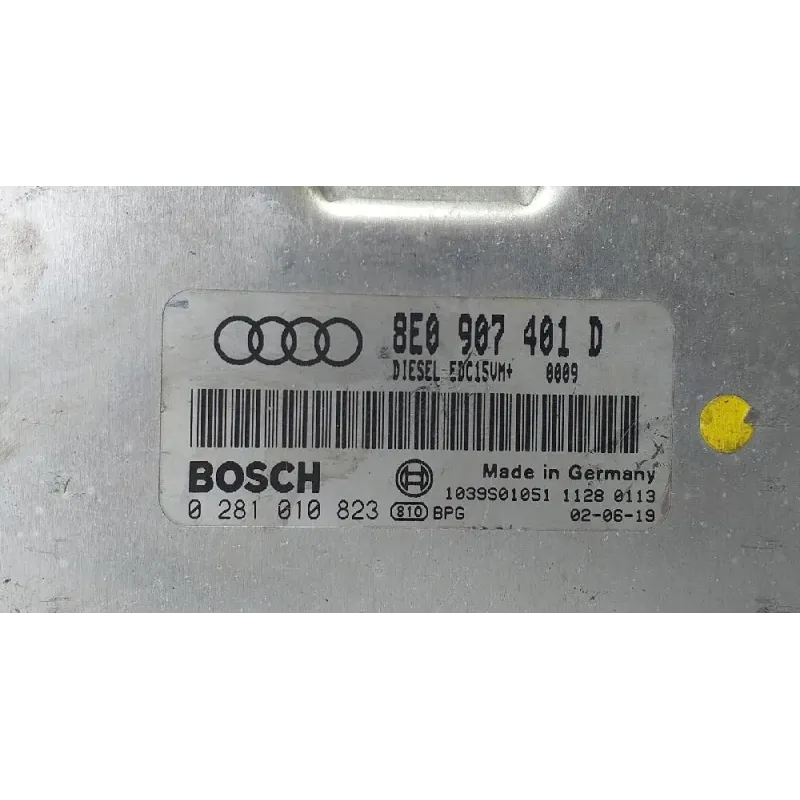 8E0 907 401 D
DIESEL EDC15VM+ 0009
BOSCH Made in Germany
1039S01051 1128 0113
0 281 010 823 810 BPG 02-06-19